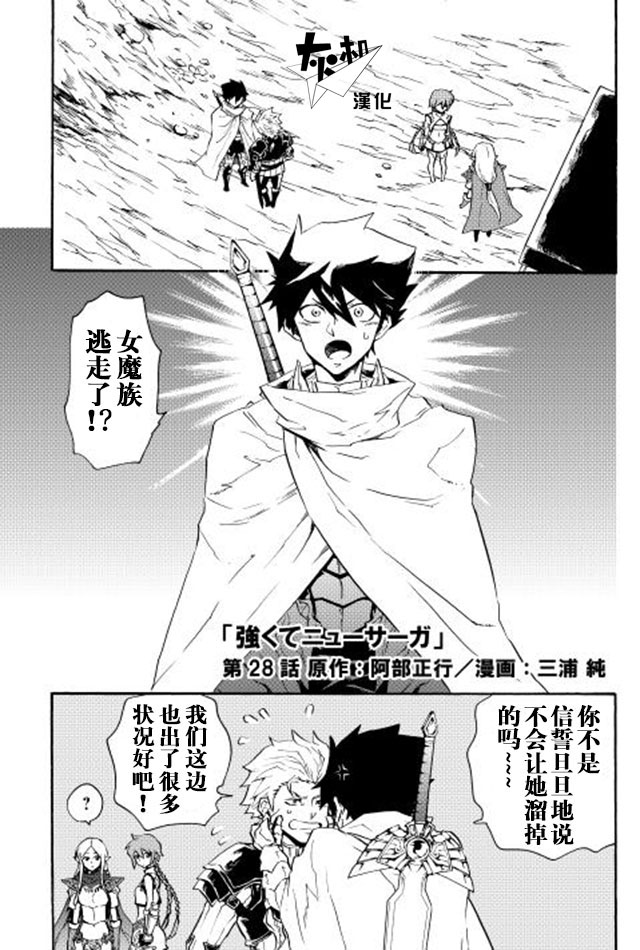 大火机
漢化
女魔族
逃走了!?
「強くてニューサーガ」
第28話 原作：阿部正行／漫画：三浦 純
你不是
信誓旦旦地说
不会让她溜掉
的吗~~~
我们这边
也出了很多
状况好吧！
？